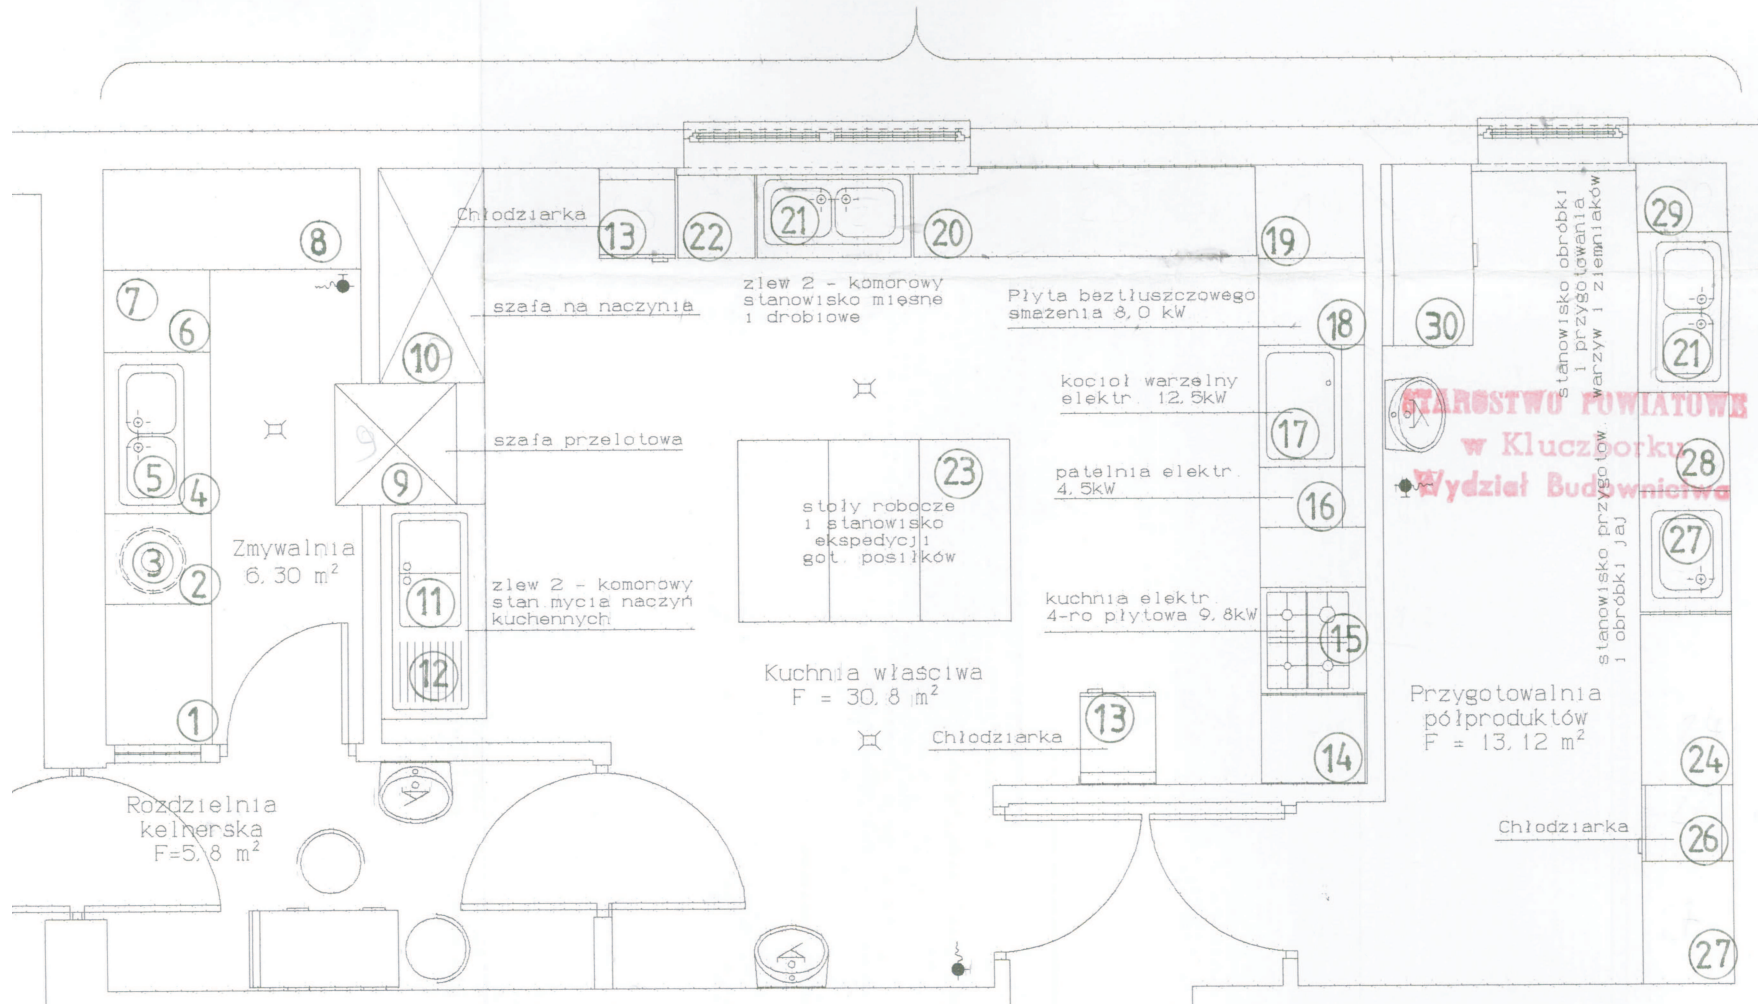 8
7
6
5
4
3
2
1
Zmywalnia
6,30 m²
Rozdzielnia
kelnerska
F=5,8 m²
10
9
11
12
Chłodziarka
szafa na naczynia
szafa przelotowa
zlew 2 - komorowy
stan.mycia naczyń
kuchennych
13
22
21
20
19
zlew 2 - komorowy
stanowisko mięsne
i drobiowe
Płyta beztłuszczowego
smażenia 8,0 kW
18
kocioł warzelny
elektr. 12,5kW
17
patelnia elektr.
4,5kW
16
23
stoły robocze
i stanowisko
ekspedycji
got. posiłków
kuchnia elektr
4-ro płytowa 9,8kW
15
Kuchnia właściwa
F = 30,8 m²
Chłodziarka
13
14
30
stanowisko obróbki
i przygotowania
warzyw i ziemniaków
29
21
STAROSTWO POWIATOWE
w Kluczborku
Wydział Budownictwa
28
27
stanowisko przygotow.
i obróbki jaj
Przygotowalnia
półproduktów
F = 13,12 m²
24
Chłodziarka
26
27